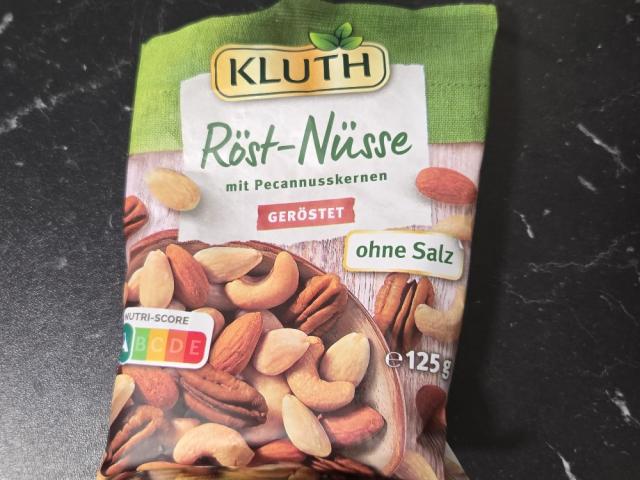 KLUTH
Röst-Nüsse
mit Pecannusskernen
GERÖSTET
ohne Salz
NUTRI-SCORE
A B C D E
℮ 125 g